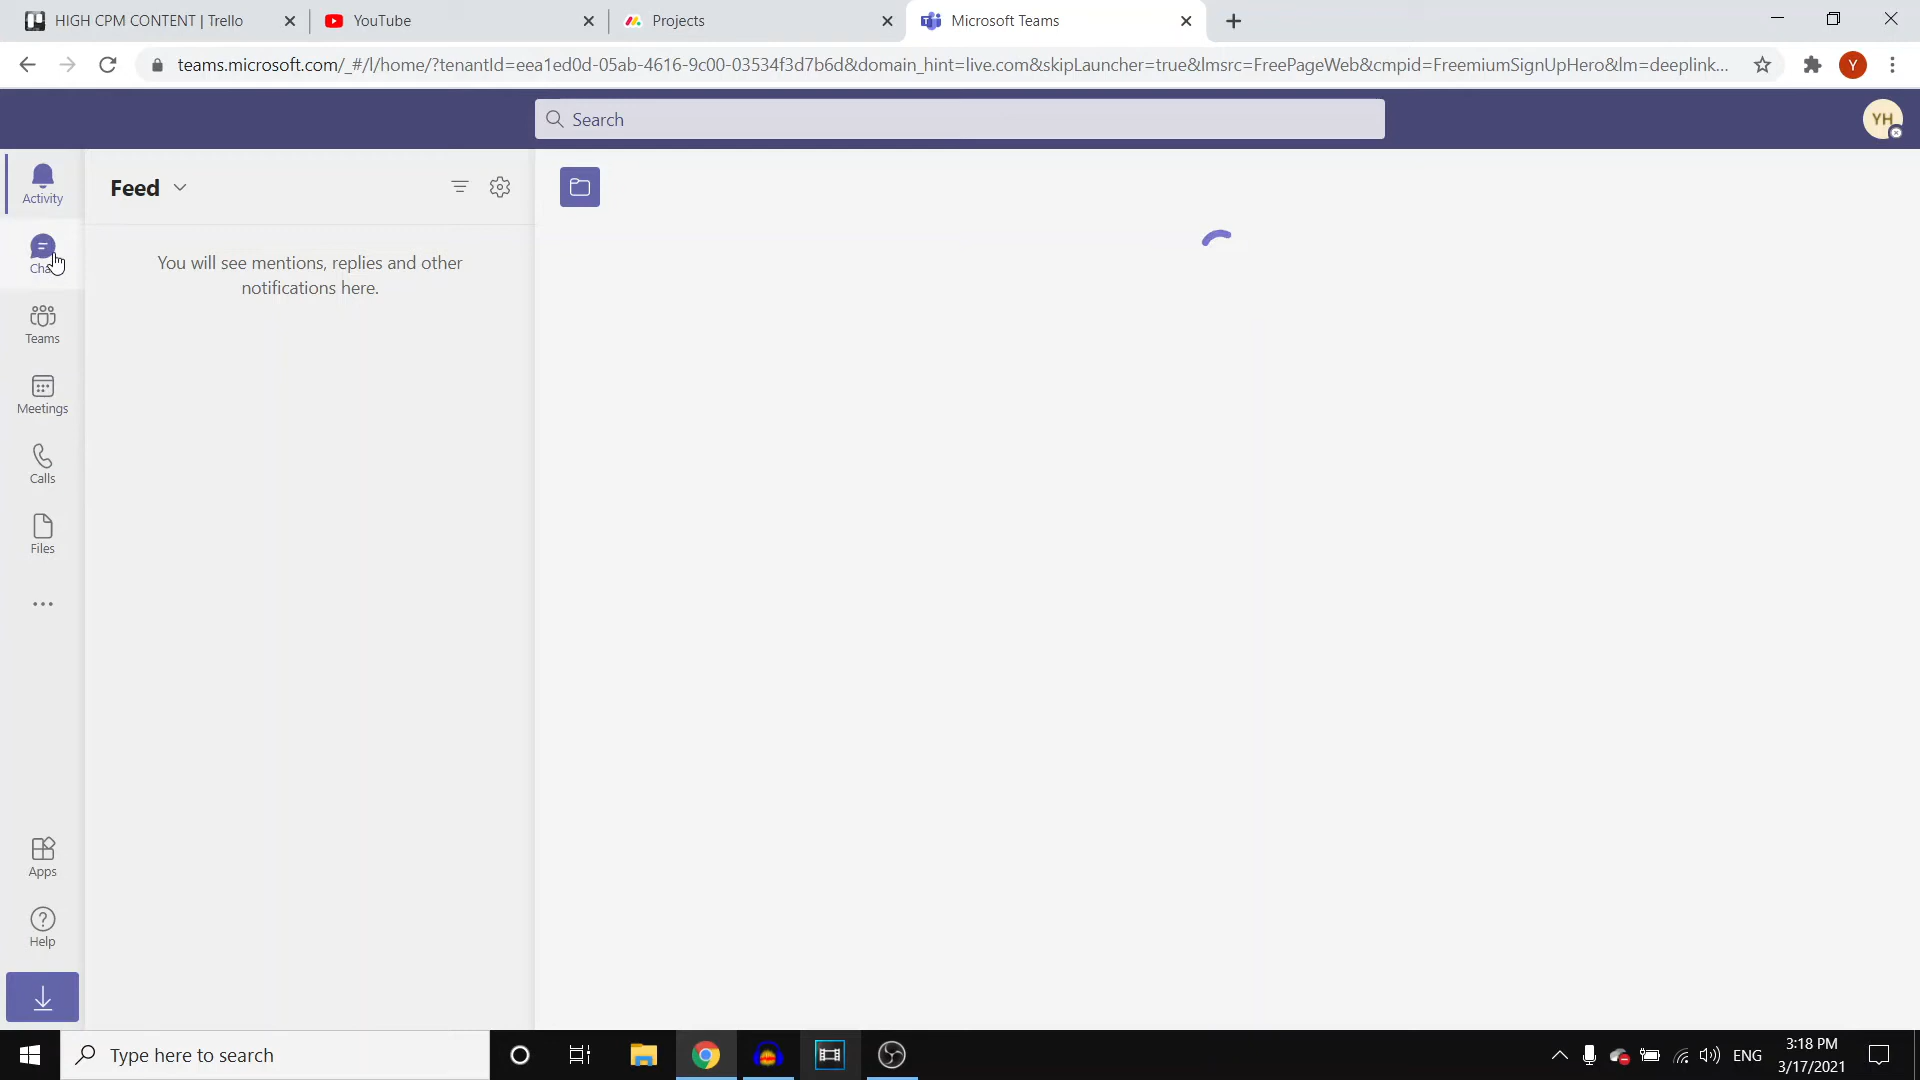 HIGH CPM CONTENT | Trello
YouTube
Projects
Microsoft Teams
teams.microsoft.com/_#/l/home/?tenantId=eea1ed0d-05ab-4616-9c00-03534f3d7b6d&domain_hint=live.com&skipLauncher=true&lmsrc=FreePageWeb&cmpid=FreemiumSignUpHero&lm=deeplink...
Y
Search
YH
Activity
Feed
Chat
You will see mentions, replies and other
notifications here.
Teams
Meetings
Calls
Files
Apps
Help
Type here to search
ENG
3:18 PM
3/17/2021